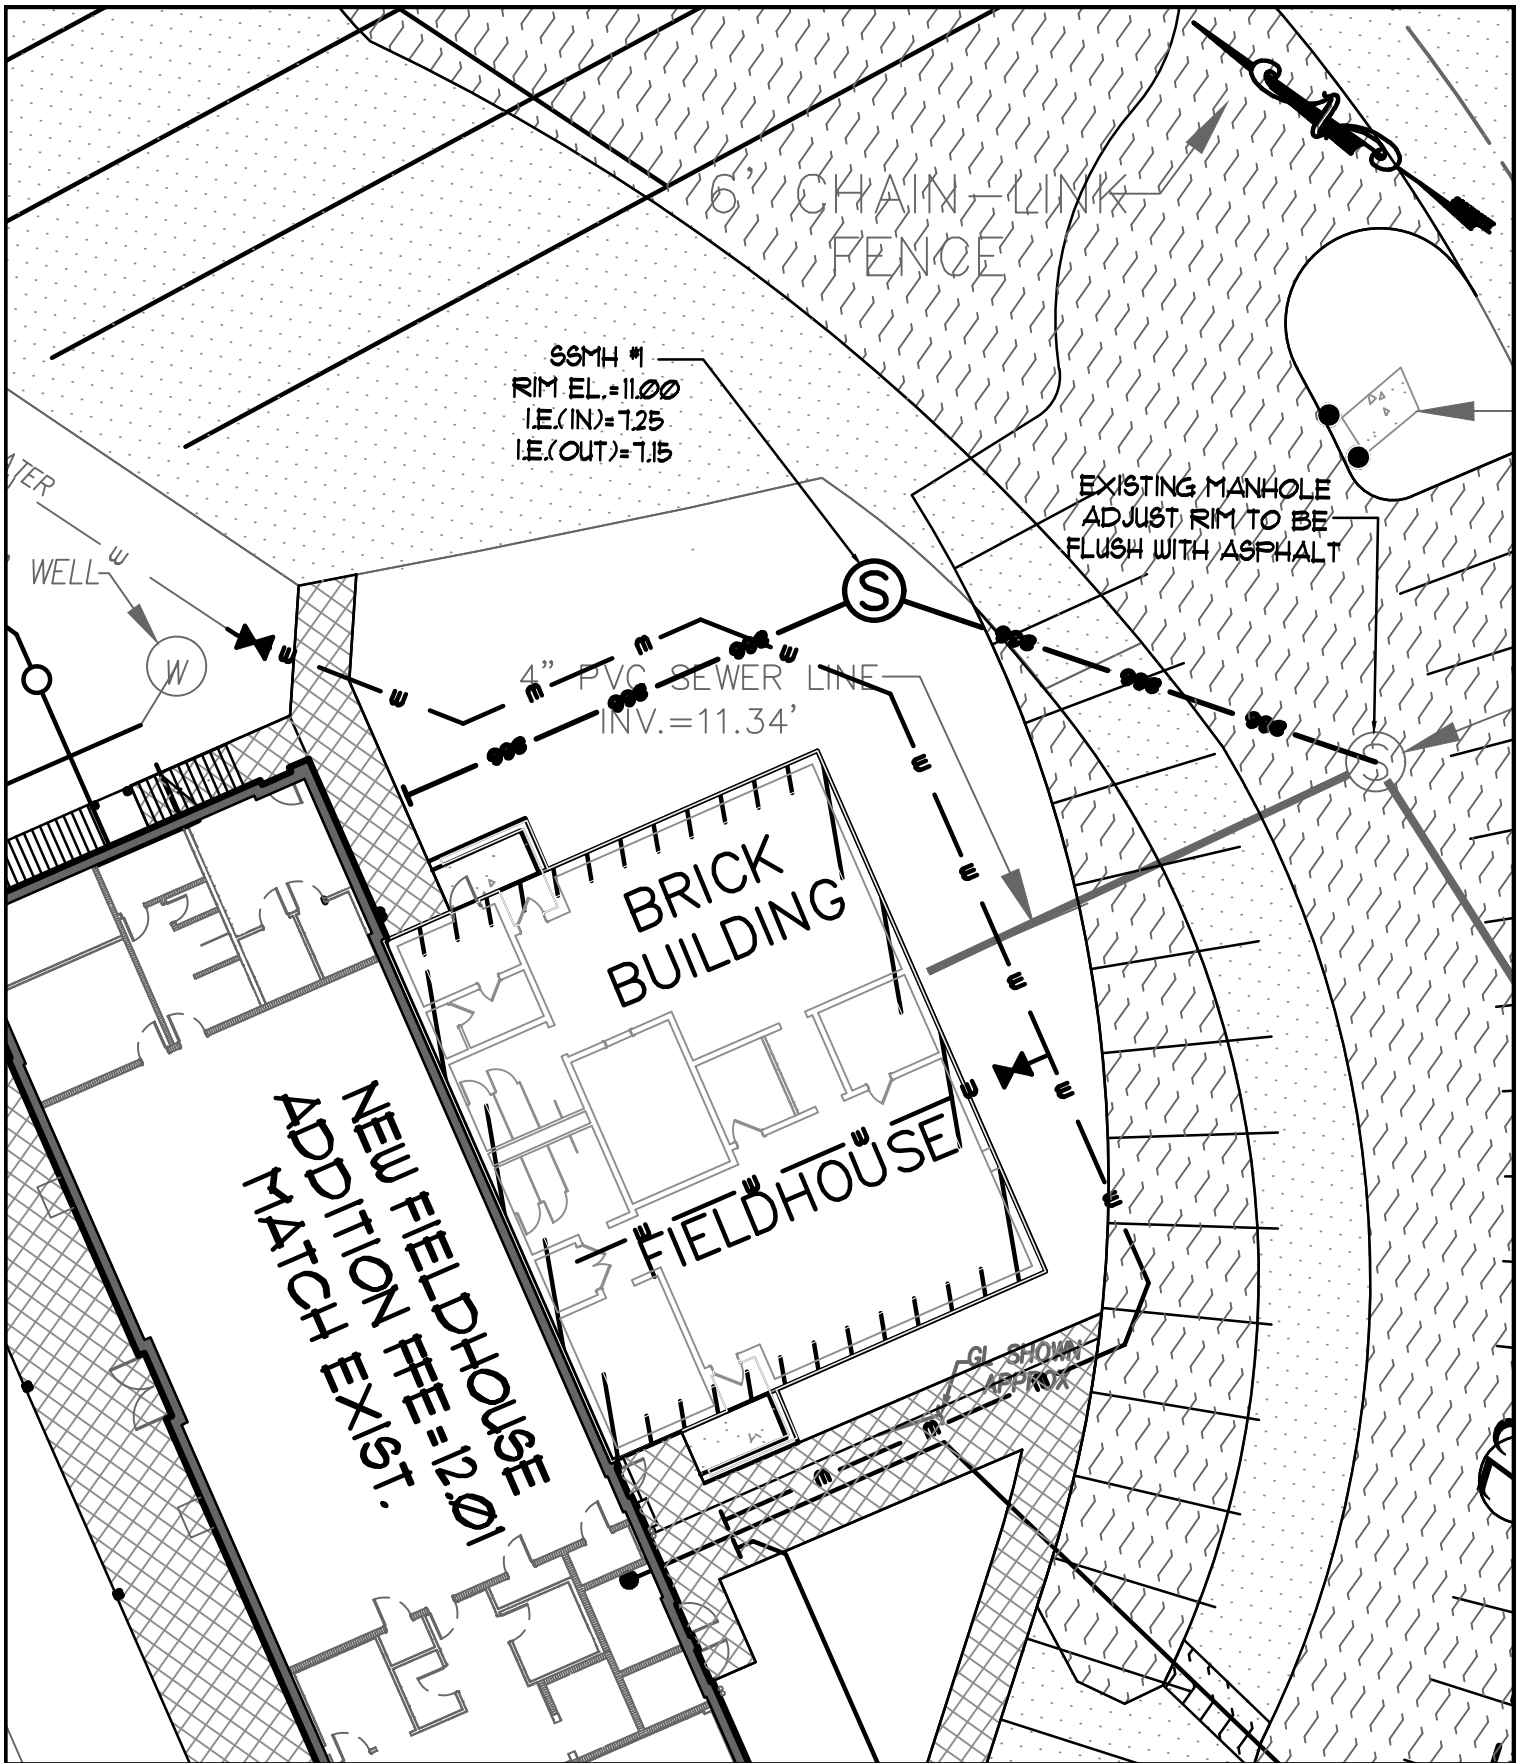 6' CHAIN-LINK
FENCE
SSMH #1
RIM EL.=11.00
I.E.(IN)=7.25
I.E.(OUT)=7.15
EXISTING MANHOLE
ADJUST RIM TO BE
FLUSH WITH ASPHALT
WELL
W
S
S
4" PVC SEWER LINE
INV.=11.34'
BRICK
BUILDING
FIELDHOUSE
NEW FIELDHOUSE
ADDITION FFE=12.01
MATCH EXIST.
GL SHOWN
APPROX